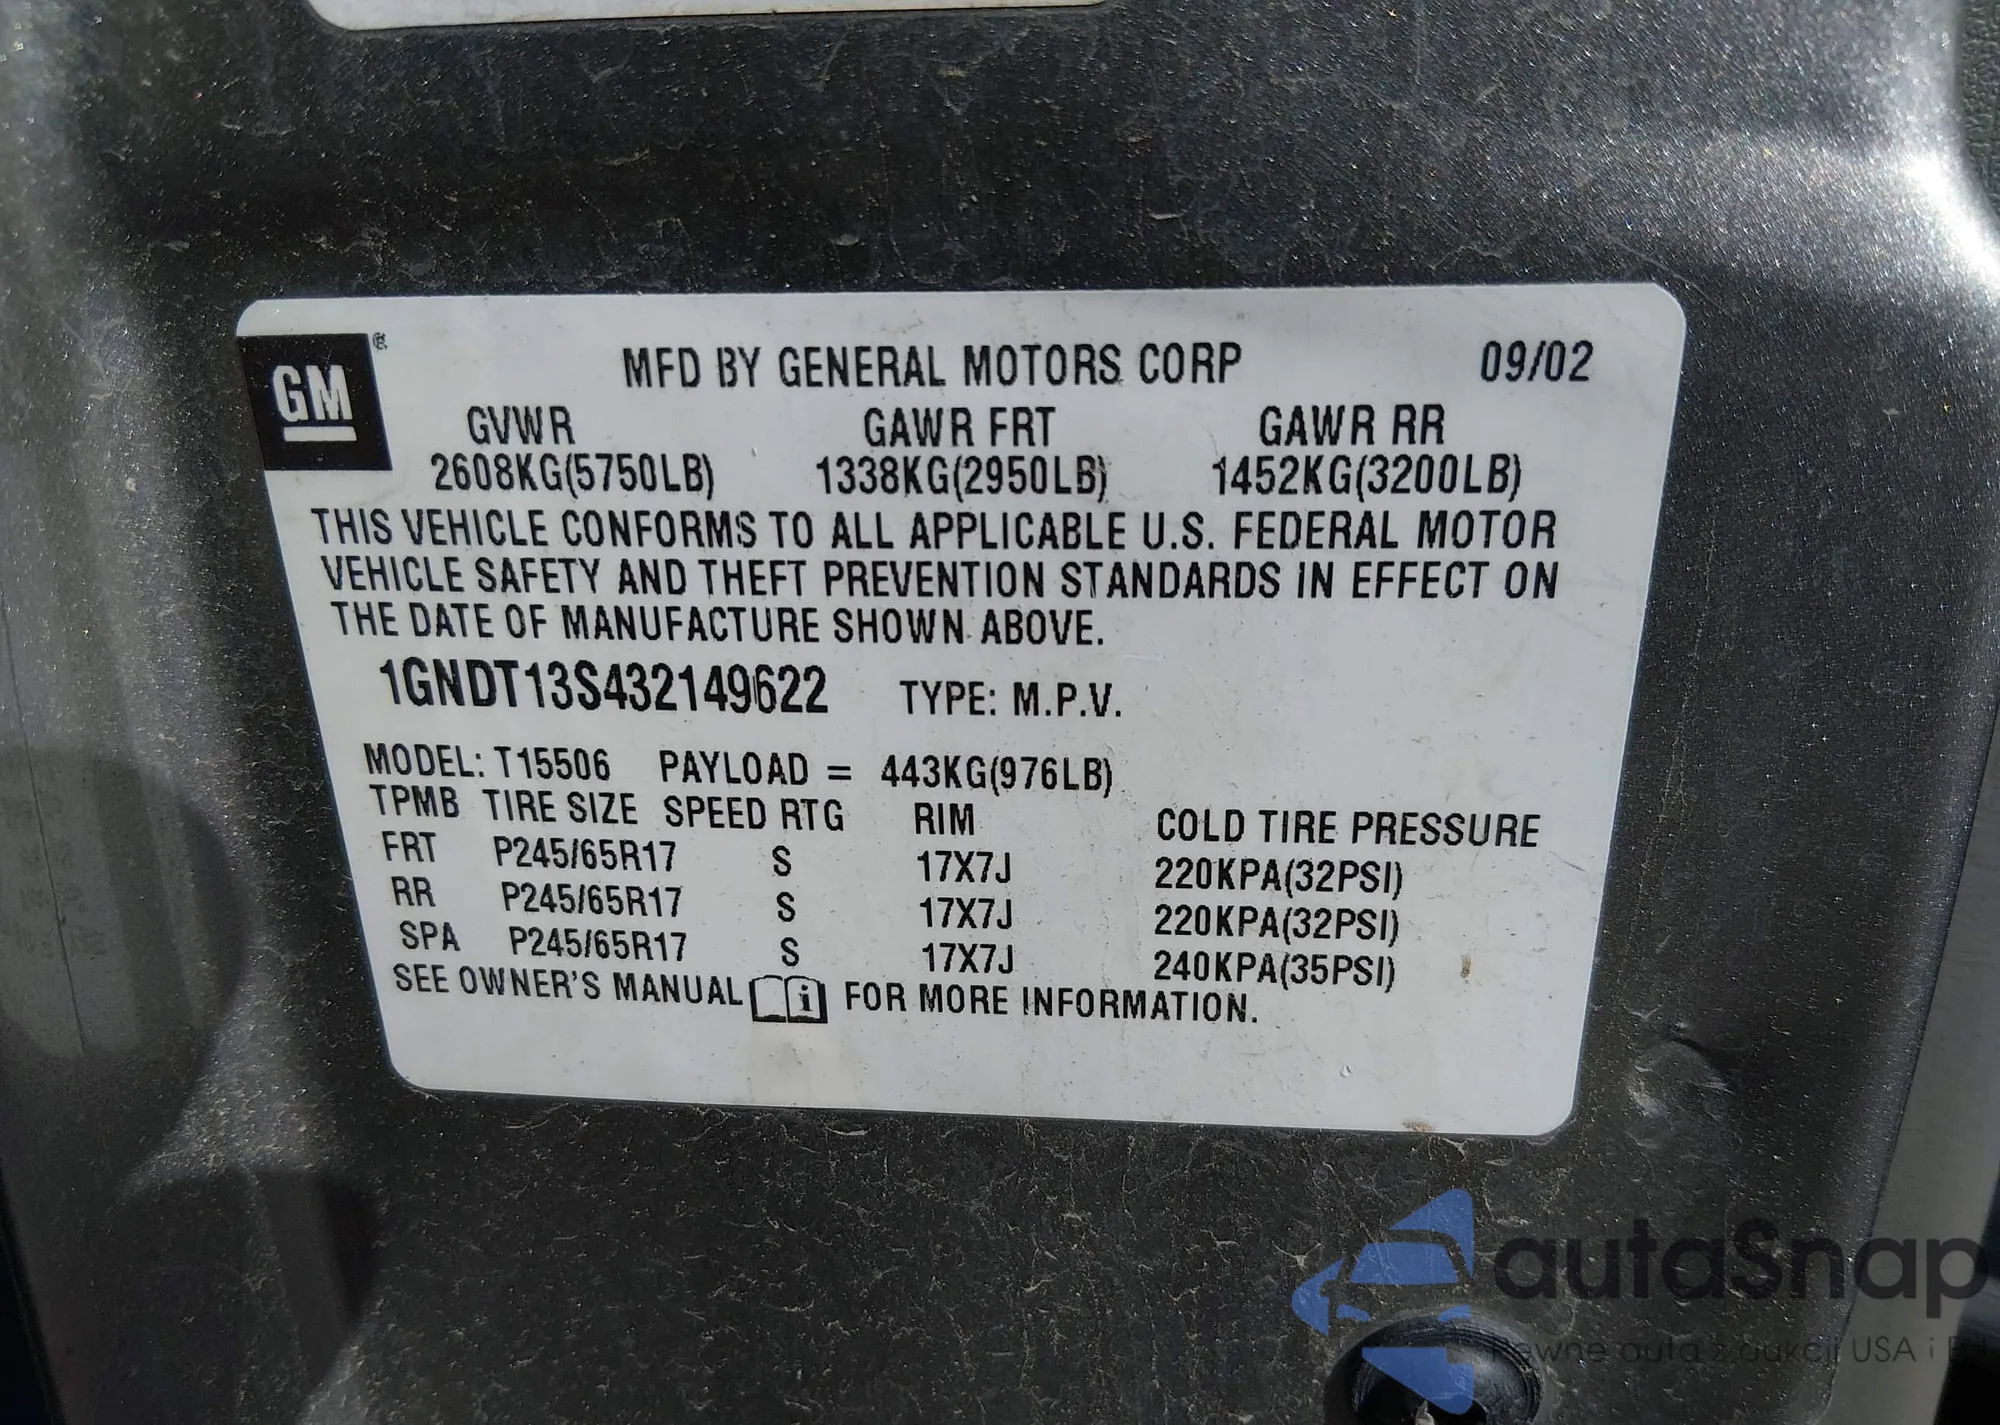 GM ®
MFD BY GENERAL MOTORS CORP 09/02
GVWR GAWR FRT GAWR RR
2608KG(5750LB) 1338KG(2950LB) 1452KG(3200LB)
THIS VEHICLE CONFORMS TO ALL APPLICABLE U.S. FEDERAL MOTOR
VEHICLE SAFETY AND THEFT PREVENTION STANDARDS IN EFFECT ON
THE DATE OF MANUFACTURE SHOWN ABOVE.
1GNDT13S432149622 TYPE: M.P.V.
MODEL: T15506 PAYLOAD = 443KG(976LB)
TPMB TIRE SIZE SPEED RTG RIM COLD TIRE PRESSURE
FRT P245/65R17 S 17X7J 220KPA(32PSI)
RR P245/65R17 S 17X7J 220KPA(32PSI)
SPA P245/65R17 S 17X7J 240KPA(35PSI)
SEE OWNER'S MANUAL i FOR MORE INFORMATION.
autaSnap
Pewne auta z aukcji USA i